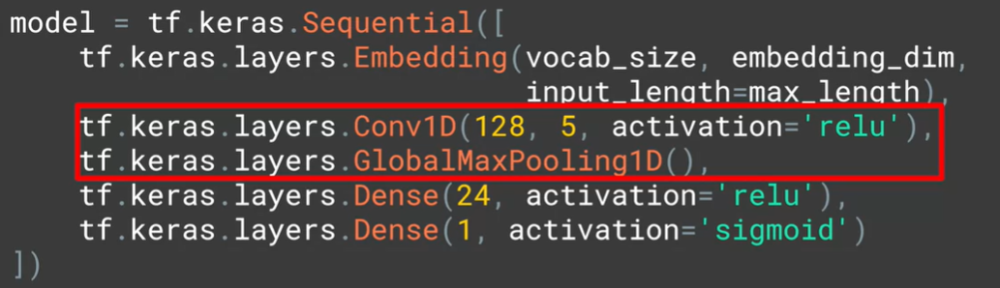 model = tf.keras.Sequential([
    tf.keras.layers.Embedding(vocab_size, embedding_dim,
                              input_length=max_length),
    tf.keras.layers.Conv1D(128, 5, activation='relu'),
    tf.keras.layers.GlobalMaxPooling1D(),
    tf.keras.layers.Dense(24, activation='relu'),
    tf.keras.layers.Dense(1, activation='sigmoid')
])